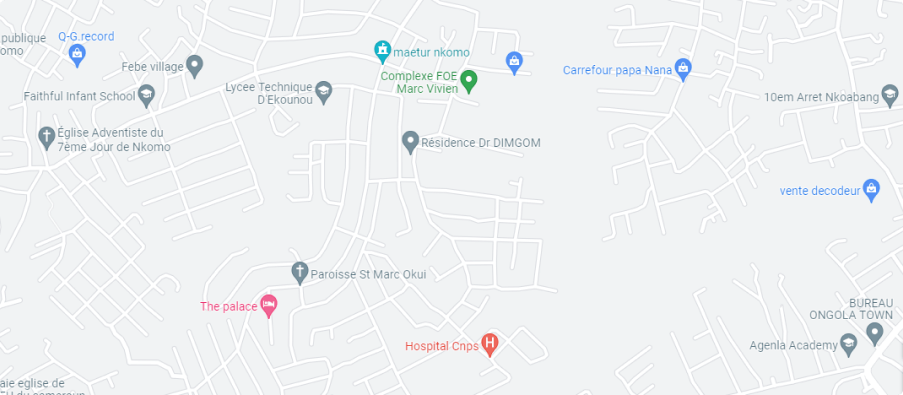 publique
omo
Q-G.record
Febe village
Faithful Infant School
Église Adventiste du
7ème Jour de Nkomo
Lycee Technique
D'Ekounou
maetur nkomo
Complexe FOE
Marc Vivien
Résidence Dr DIMGOM
Carrefour papa Nana
10em Arret Nkoabang
vente decodeur
Paroisse St Marc Okui
The palace
Hospital Cnps
BUREAU
ONGOLA TOWN
Agenla Academy
aie eglise de